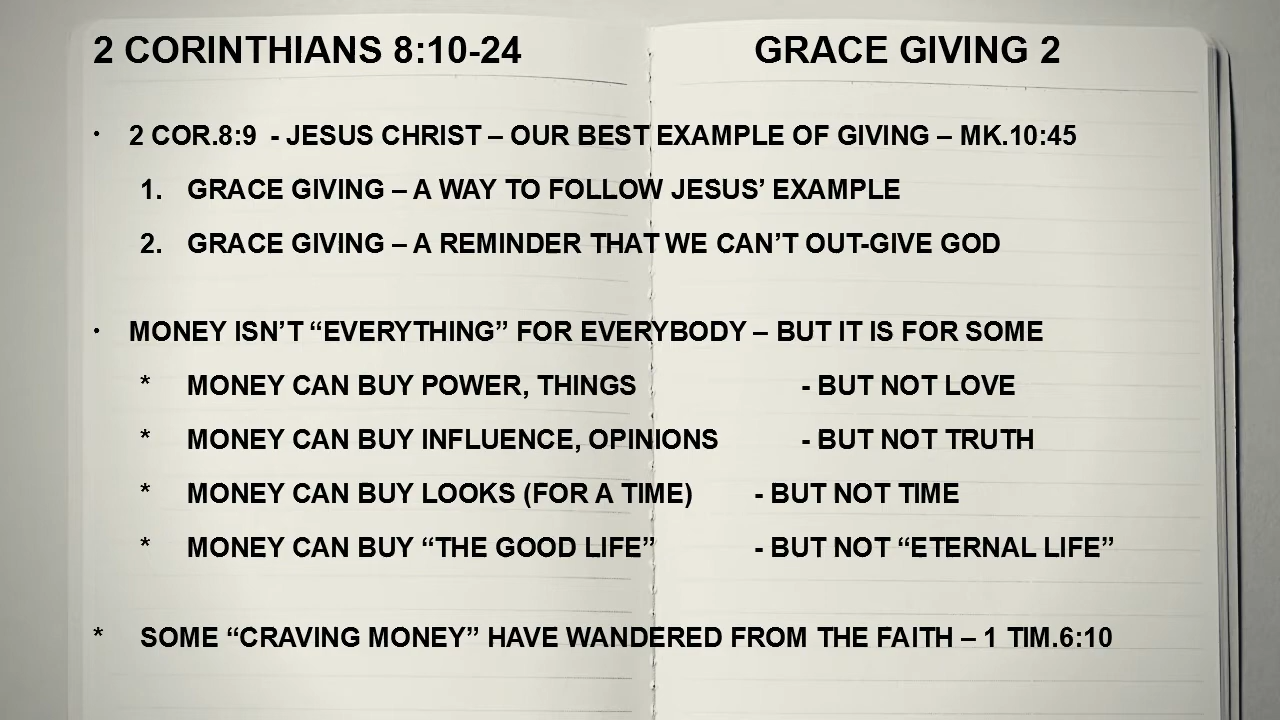 2 CORINTHIANS 8:10-24 GRACE GIVING 2
· 2 COR.8:9 - JESUS CHRIST – OUR BEST EXAMPLE OF GIVING – MK.10:45
1. GRACE GIVING – A WAY TO FOLLOW JESUS’ EXAMPLE
2. GRACE GIVING – A REMINDER THAT WE CAN’T OUT-GIVE GOD
· MONEY ISN’T “EVERYTHING” FOR EVERYBODY – BUT IT IS FOR SOME
* MONEY CAN BUY POWER, THINGS - BUT NOT LOVE
* MONEY CAN BUY INFLUENCE, OPINIONS - BUT NOT TRUTH
* MONEY CAN BUY LOOKS (FOR A TIME) - BUT NOT TIME
* MONEY CAN BUY “THE GOOD LIFE” - BUT NOT “ETERNAL LIFE”
* SOME “CRAVING MONEY” HAVE WANDERED FROM THE FAITH – 1 TIM.6:10